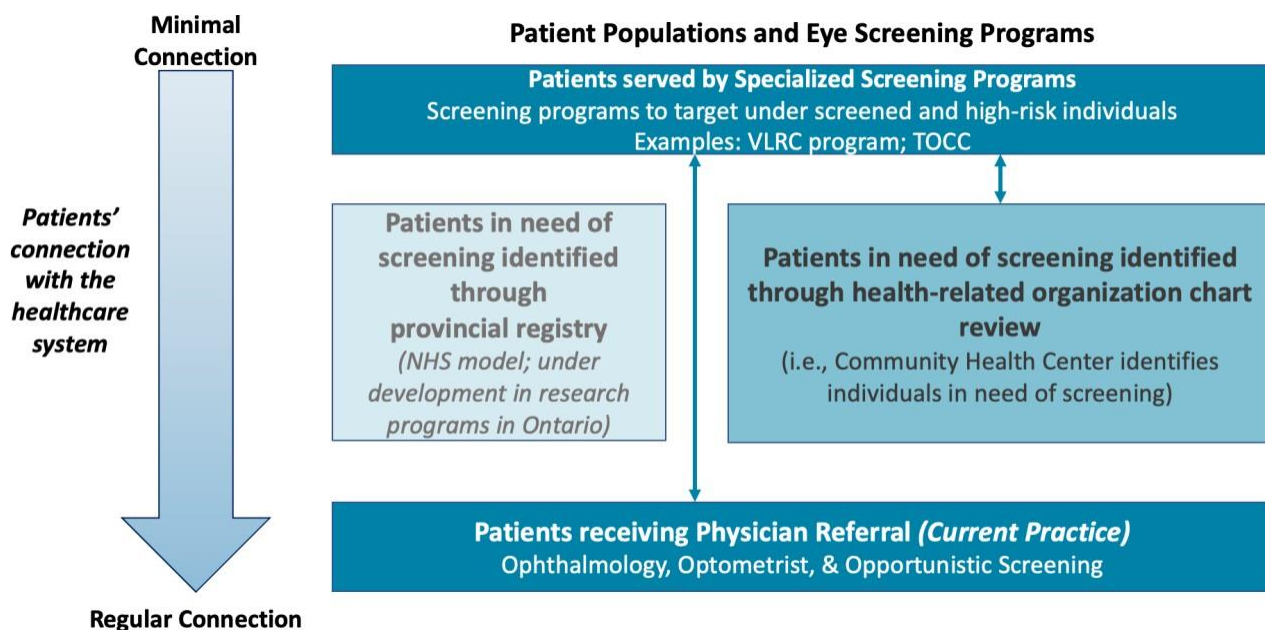 Minimal
Connection
Patient Populations and Eye Screening Programs
Patients served by Specialized Screening Programs
Screening programs to target under screened and high-risk individuals
Examples: VLRC program; TOCC
Patients’
connection
with the
healthcare
system
Patients in need of
screening identified
through
provincial registry
(NHS model; under
development in research
programs in Ontario)
Patients in need of screening identified
through health-related organization chart
review
(i.e., Community Health Center identifies
individuals in need of screening)
Patients receiving Physician Referral (Current Practice)
Ophthalmology, Optometrist, & Opportunistic Screening
Regular Connection